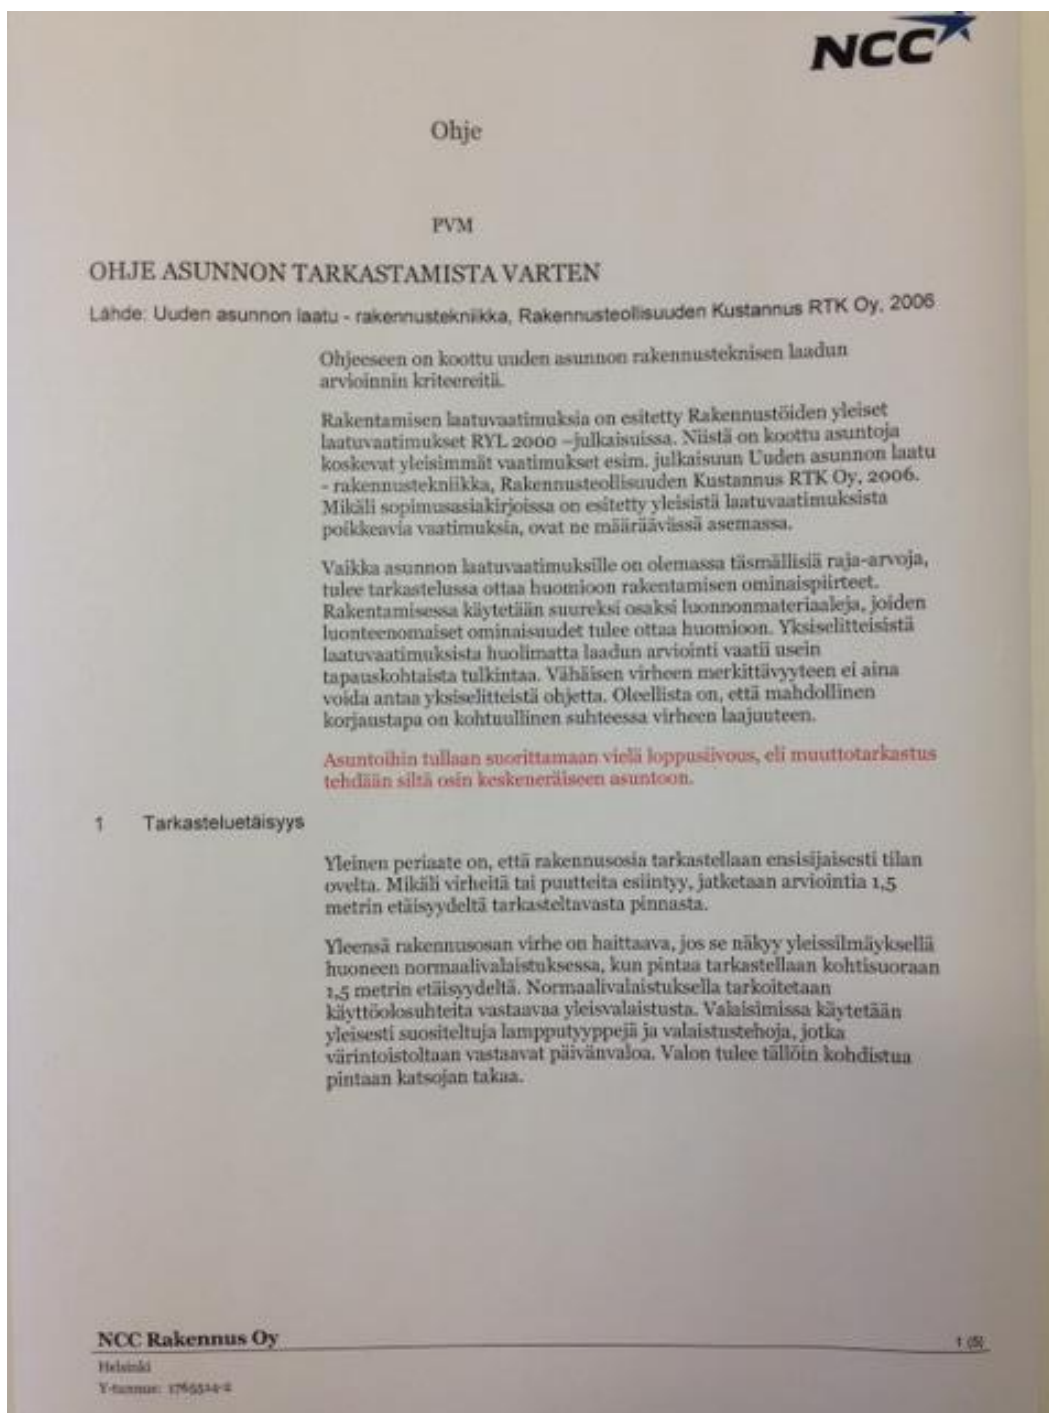 NCC
Ohje
PVM
OHJE ASUNNON TARKASTAMISTA VARTEN
Lähde: Uuden asunnon laatu - rakennustekniikka, Rakennusteollisuuden Kustannus RTK Oy, 2006
Ohjeeseen on koottu uuden asunnon rakennusteknisen laadun
arvioinnin kriteereitä.
Rakentamisen laatuvaatimuksia on esitetty Rakennustöiden yleiset
laatuvaatimukset RYL 2000 –julkaisuissa. Niistä on koottu asuntoja
koskevat yleisimmät vaatimukset esim. julkaisuun Uuden asunnon laatu
- rakennustekniikka, Rakennusteollisuuden Kustannus RTK Oy, 2006.
Mikäli sopimusasiakirjoissa on esitetty yleisistä laatuvaatimuksista
poikkeavia vaatimuksia, ovat ne määräävässä asemassa.
Vaikka asunnon laatuvaatimuksille on olemassa täsmällisiä raja-arvoja,
tulee tarkastelussa ottaa huomioon rakentamisen ominaispiirteet.
Rakentamisessa käytetään suureksi osaksi luonnonmateriaaleja, joiden
luonteenomaiset ominaisuudet tulee ottaa huomioon. Yksiselitteisistä
laatuvaatimuksista huolimatta laadun arviointi vaatii usein
tapauskohtaista tulkintaa. Vähäisen virheen merkittävyyteen ei aina
voida antaa yksiselitteistä ohjetta. Oleellista on, että mahdollinen
korjaustapa on kohtuullinen suhteessa virheen laajuuteen.
Asuntoihin tullaan suorittamaan vielä loppusiivous, eli muuttotarkastus
tehdään siltä osin keskeneräiseen asuntoon.
1 Tarkasteluetäisyys
Yleinen periaate on, että rakennusosia tarkastellaan ensisijaisesti tilan
ovelta. Mikäli virheitä tai puutteita esiintyy, jatketaan arviointia 1,5
metrin etäisyydeltä tarkasteltavasta pinnasta.
Yleensä rakennusosan virhe on haittaava, jos se näkyy yleissilmäyksellä
huoneen normaalivalaistuksessa, kun pintaa tarkastellaan kohtisuoraan
1,5 metrin etäisyydeltä. Normaalivalaistuksella tarkoitetaan
käyttöolosuhteita vastaavaa yleisvalaistusta. Valaisimissa käytetään
yleisesti suositeltuja lampputyyppejä ja valaistustehoja, jotka
värintoistoltaan vastaavat päivänvaloa. Valon tulee tällöin kohdistua
pintaan katsojan takaa.
NCC Rakennus Oy
1 (5)
Helsinki
Y-tunnus: 1765514-2